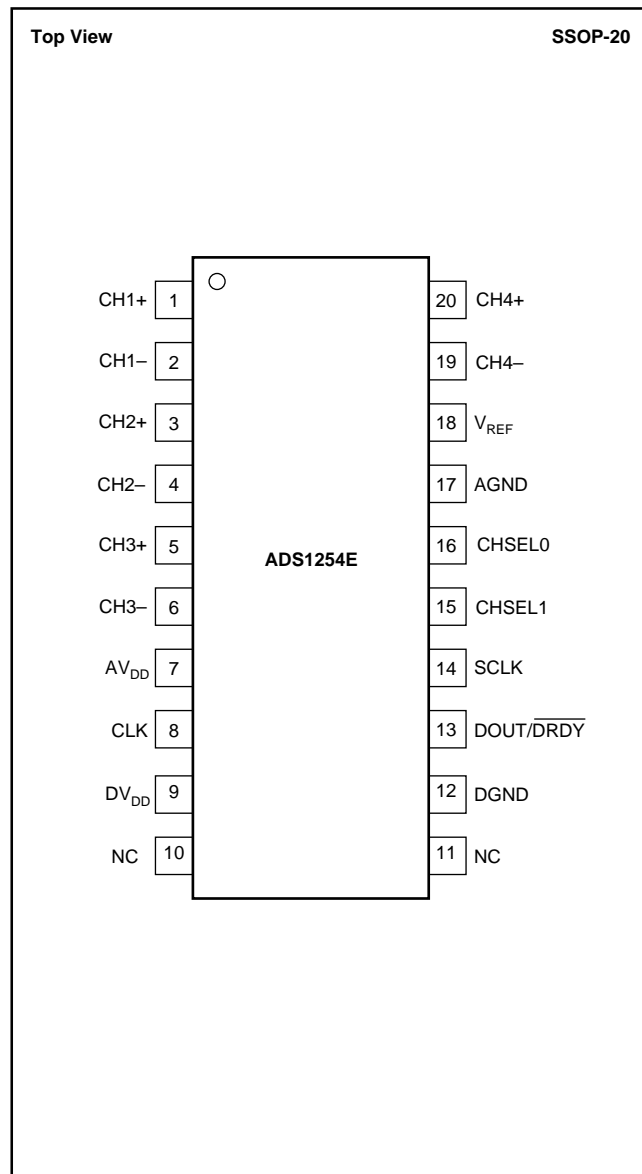 Top View SSOP-20
CH1+ 1 20 CH4+
CH1– 2 19 CH4–
CH2+ 3 18 VREF
CH2– 4 17 AGND
CH3+ 5 ADS1254E 16 CHSEL0
CH3– 6 15 CHSEL1
AVDD 7 14 SCLK
CLK 8 13 DOUT/DRDY
DVDD 9 12 DGND
NC 10 11 NC